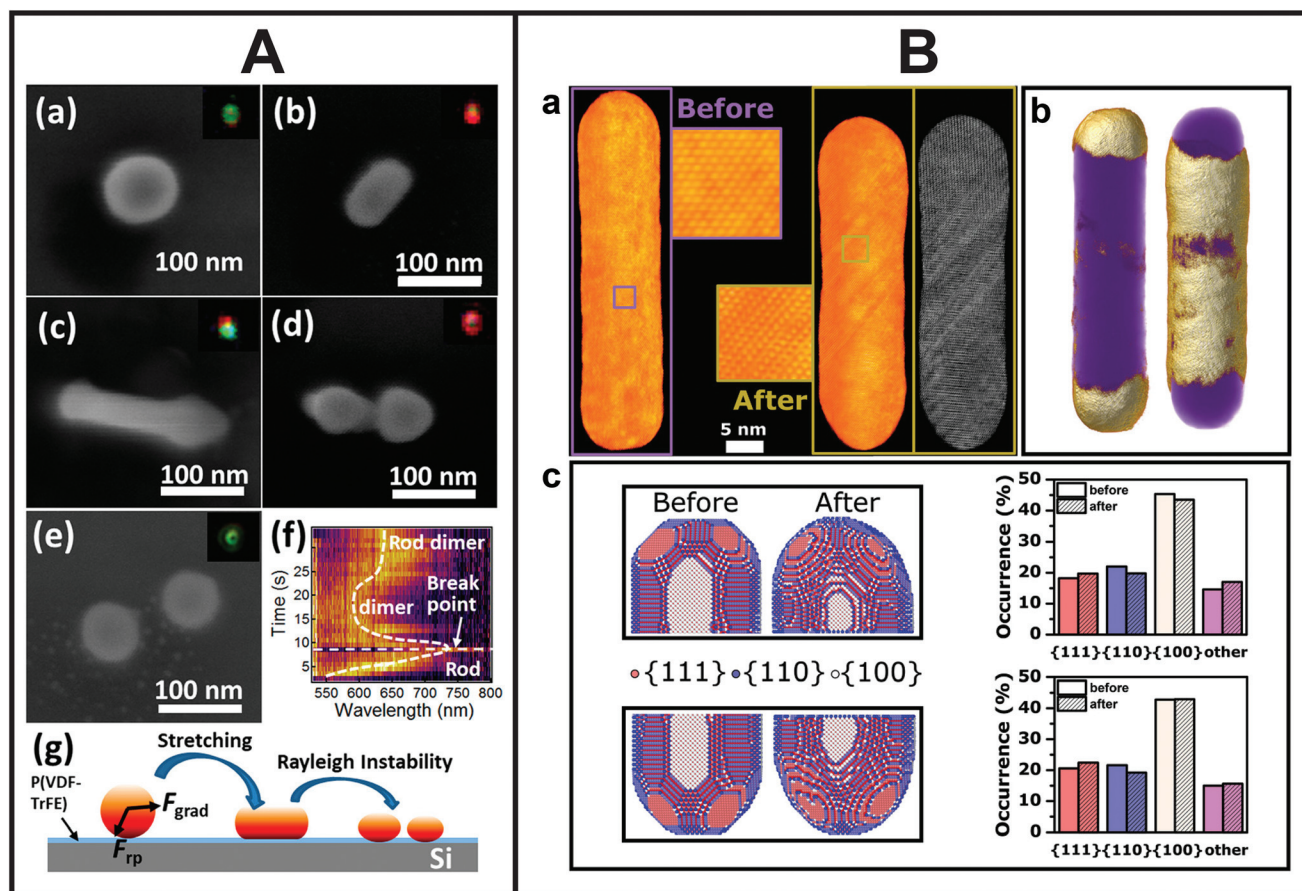 A
(a)
100 nm
(b)
100 nm
(c)
100 nm
(d)
100 nm
(e)
100 nm
(f)
Time (s)
25
20
15
10
5
Rod dimer
Break
point
dimer
Rod
550 600 650 700 750 800
Wavelength (nm)
(g)
Stretching
Rayleigh Instability
P(VDF-
TrFE)
Fgrad
Frp
Si
B
a
Before
After
5 nm
b
c
Before After
{111} {110} {100}
Occurrence (%)
50
40
30
20
10
0
before
after
{111} {110} {100} other
Occurrence (%)
50
40
30
20
10
0
before
after
{111} {110} {100} other